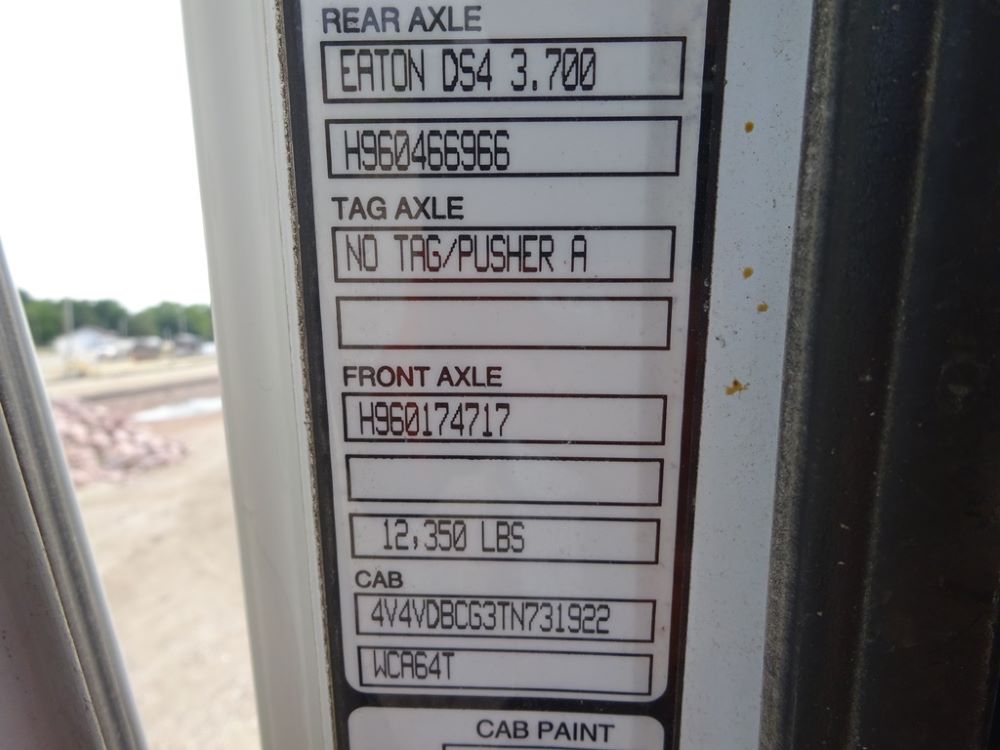 REAR AXLE
EATON DS4 3.700
H960466966
TAG AXLE
NO TAG/PUSHER A
FRONT AXLE
H960174717
12,350 LBS
CAB
4V4VDBCG3TN731922
WCA64T
CAB PAINT